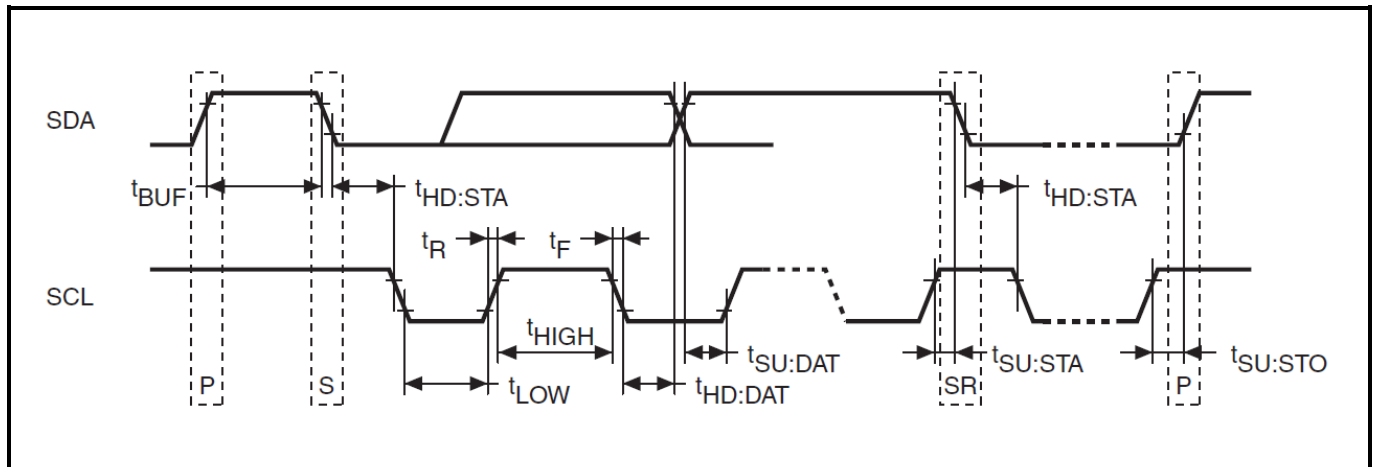 SDA
tBUF
tHD:STA
tHD:STA
tR
tF
SCL
tHIGH
tSU:DAT
tSU:STA
tSU:STO
P
S
tLOW
tHD:DAT
SR
P